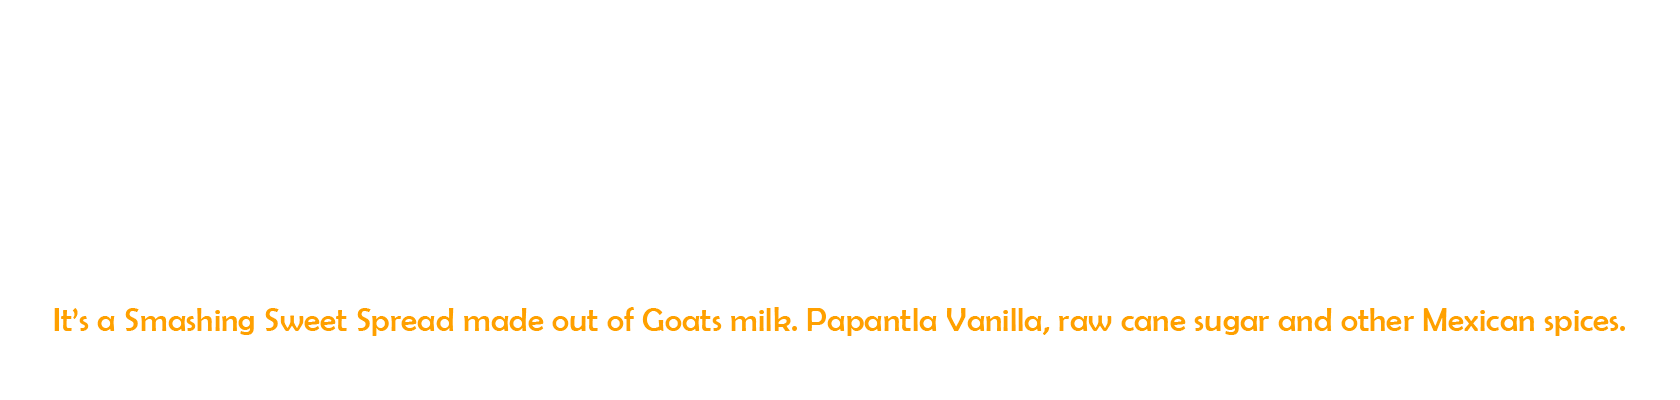 It’s a Smashing Sweet Spread made out of Goats milk. Papantla Vanilla, raw cane sugar and other Mexican spices.